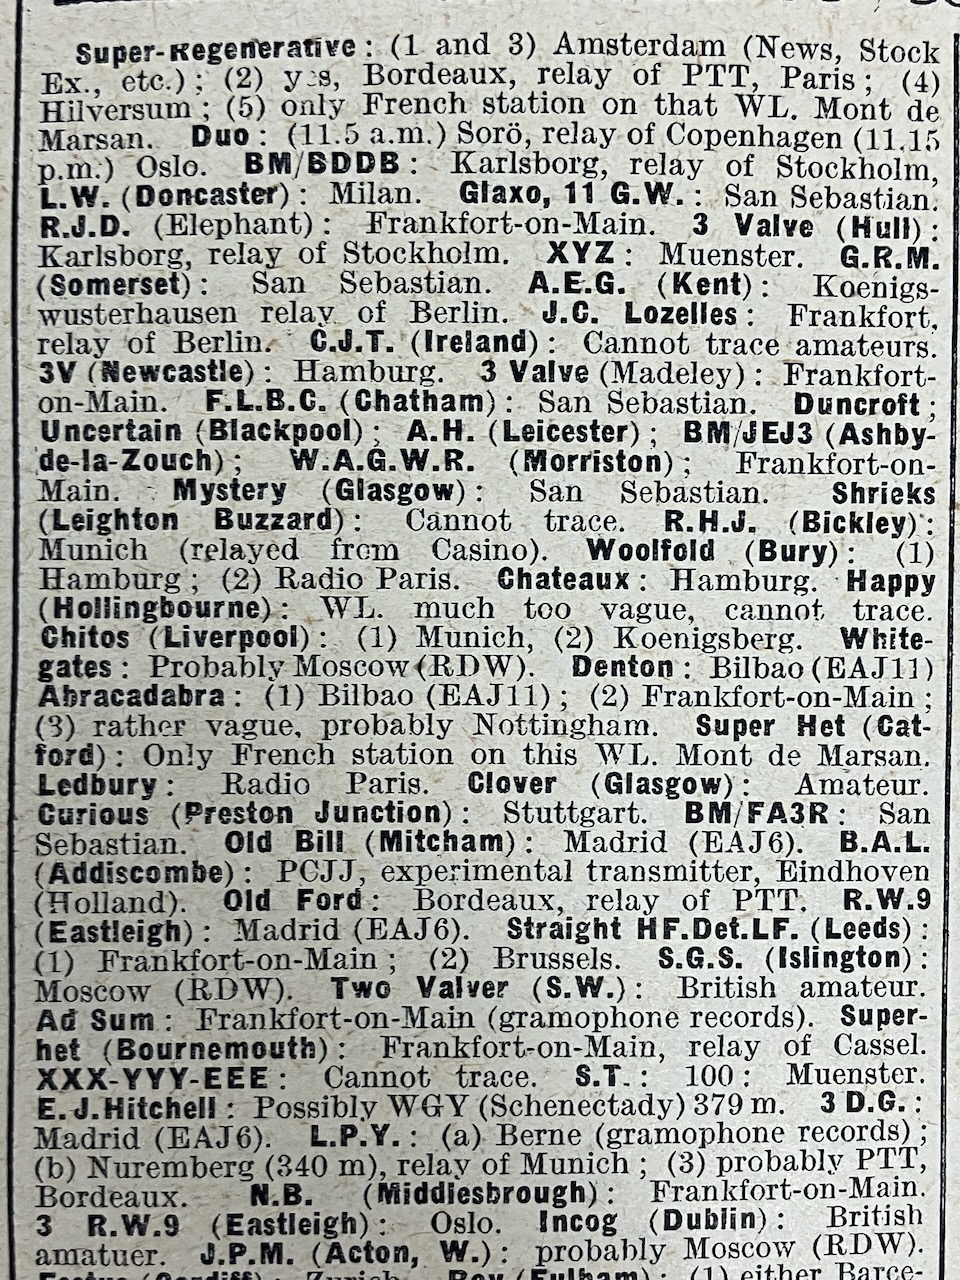 Super-Regenerative : (1 and 3) Amsterdam (News, Stock
Ex., etc.) ; (2) yes, Bordeaux, relay of PTT, Paris ; (4)
Hilversum ; (5) only French station on that WL. Mont de
Marsan. Duo : (11.5 a.m.) Sorö, relay of Copenhagen (11.15
p.m.) Oslo. BM/BDDB : Karlsborg, relay of Stockholm,
L.W. (Doncaster) : Milan. Glaxo, 11 G.W. : San Sebastian.
R.J.D. (Elephant) : Frankfort-on-Main. 3 Valve (Hull) :
Karlsborg, relay of Stockholm. XYZ : Muenster. G.R.M.
(Somerset) : San Sebastian. A.E.G. (Kent) : Koenigs-
wusterhausen relay of Berlin. J.C. Lozelles : Frankfort,
relay of Berlin. C.J.T. (Ireland) : Cannot trace amateurs.
3V (Newcastle) : Hamburg. 3 Valve (Madeley) : Frankfort-
on-Main. F.L.B.C. (Chatham) : San Sebastian. Duncroft ;
Uncertain (Blackpool) ; A.H. (Leicester) ; BM/JEJ3 (Ashby-
de-la-Zouch) ; W.A.G.W.R. (Morriston) ; Frankfort-on-
Main. Mystery (Glasgow) : San Sebastian. Shrieks
(Leighton Buzzard) : Cannot trace. R.H.J. (Bickley) :
Munich (relayed from Casino). Woolfold (Bury) : (1)
Hamburg ; (2) Radio Paris. Chateaux : Hamburg. Happy
(Hollingbourne) : WL. much too vague, cannot trace.
Chitos (Liverpool) : (1) Munich, (2) Koenigsberg. White-
gates : Probably Moscow (RDW). Denton : Bilbao (EAJ11)
Abracadabra : (1) Bilbao (EAJ11) ; (2) Frankfort-on-Main ;
(3) rather vague, probably Nottingham. Super Het (Cat-
ford) : Only French station on this WL. Mont de Marsan.
Ledbury : Radio Paris. Clover (Glasgow) : Amateur.
Curious (Preston Junction) : Stuttgart. BM/FA3R : San
Sebastian. Old Bill (Mitcham) : Madrid (EAJ6). B.A.L.
(Addiscombe) : PCJJ, experimental transmitter, Eindhoven
(Holland). Old Ford : Bordeaux, relay of PTT. R.W.9
(Eastleigh) : Madrid (EAJ6). Straight HF.Det.LF. (Leeds) :
(1) Frankfort-on-Main ; (2) Brussels. S.G.S. (Islington) :
Moscow (RDW). Two Valver (S.W.) : British amateur.
Ad Sum : Frankfort-on-Main (gramophone records). Super-
het (Bournemouth) : Frankfort-on-Main, relay of Cassel.
XXX-YYY-EEE : Cannot trace. S.T. : 100 : Muenster.
E.J.Hitchell : Possibly WGY (Schenectady) 379 m. 3 D.G. :
Madrid (EAJ6). L.P.Y. : (a) Berne (gramophone records) ;
(b) Nuremberg (340 m), relay of Munich ; (3) probably PTT,
Bordeaux. N.B. (Middlesbrough) : Frankfort-on-Main.
3 R.W.9 (Eastleigh) : Oslo. Incog (Dublin) : British
amatuer. J.P.M. (Acton, W.) : probably Moscow (RDW).
(Cardiff) : Zurich. Roy (Fulham) : (1) either Barce-